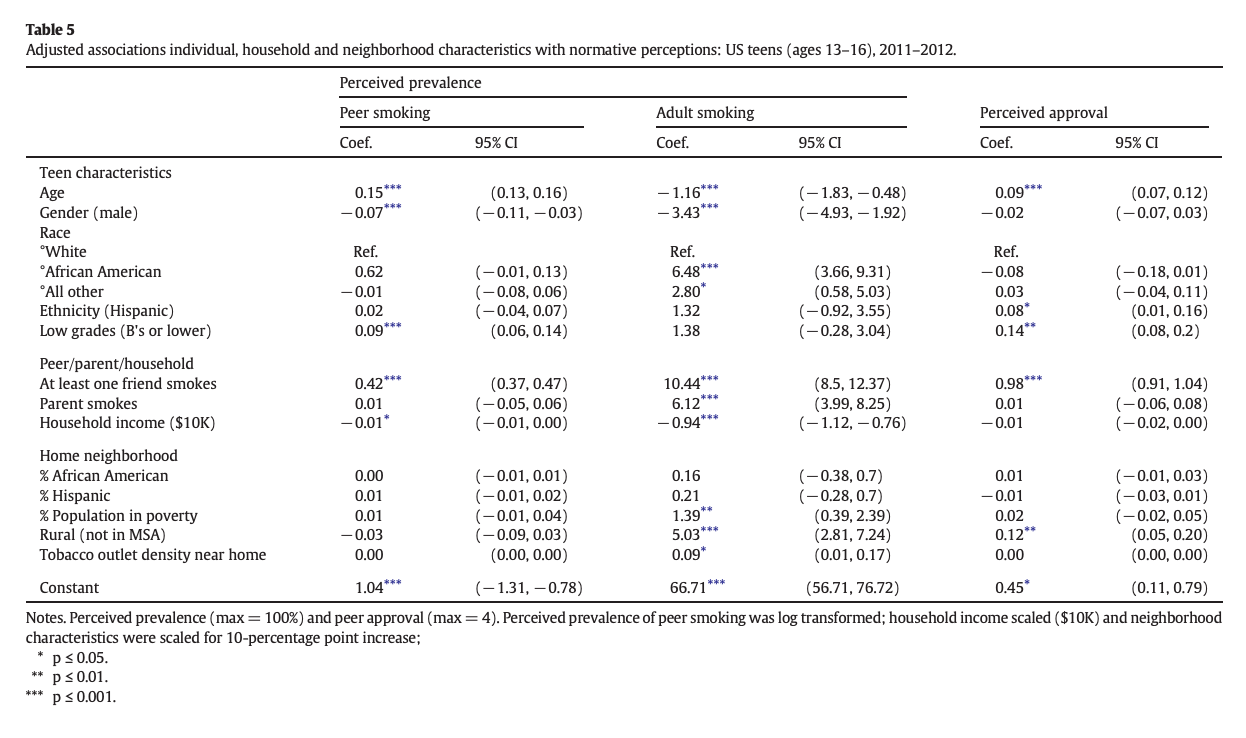 Table 5
Adjusted associations individual, household and neighborhood characteristics with normative perceptions: US teens (ages 13–16), 2011–2012.
Perceived prevalence
Peer smoking Adult smoking Perceived approval
Coef. 95% CI Coef. 95% CI Coef. 95% CI
Teen characteristics
Age 0.15*** (0.13, 0.16) −1.16*** (−1.83, −0.48) 0.09*** (0.07, 0.12)
Gender (male) −0.07*** (−0.11, −0.03) −3.43*** (−4.93, −1.92) −0.02 (−0.07, 0.03)
Race
°White Ref. Ref. Ref.
°African American 0.62 (−0.01, 0.13) 6.48*** (3.66, 9.31) −0.08 (−0.18, 0.01)
°All other −0.01 (−0.08, 0.06) 2.80* (0.58, 5.03) 0.03 (−0.04, 0.11)
Ethnicity (Hispanic) 0.02 (−0.04, 0.07) 1.32 (−0.92, 3.55) 0.08* (0.01, 0.16)
Low grades (B's or lower) 0.09*** (0.06, 0.14) 1.38 (−0.28, 3.04) 0.14** (0.08, 0.2)
Peer/parent/household
At least one friend smokes 0.42*** (0.37, 0.47) 10.44*** (8.5, 12.37) 0.98*** (0.91, 1.04)
Parent smokes 0.01 (−0.05, 0.06) 6.12*** (3.99, 8.25) 0.01 (−0.06, 0.08)
Household income ($10K) −0.01* (−0.01, 0.00) −0.94*** (−1.12, −0.76) −0.01 (−0.02, 0.00)
Home neighborhood
% African American 0.00 (−0.01, 0.01) 0.16 (−0.38, 0.7) 0.01 (−0.01, 0.03)
% Hispanic 0.01 (−0.01, 0.02) 0.21 (−0.28, 0.7) −0.01 (−0.03, 0.01)
% Population in poverty 0.01 (−0.01, 0.04) 1.39** (0.39, 2.39) 0.02 (−0.02, 0.05)
Rural (not in MSA) −0.03 (−0.09, 0.03) 5.03*** (2.81, 7.24) 0.12** (0.05, 0.20)
Tobacco outlet density near home 0.00 (0.00, 0.00) 0.09* (0.01, 0.17) 0.00 (0.00, 0.00)
Constant 1.04*** (−1.31, −0.78) 66.71*** (56.71, 76.72) 0.45* (0.11, 0.79)
Notes. Perceived prevalence (max = 100%) and peer approval (max = 4). Perceived prevalence of peer smoking was log transformed; household income scaled ($10K) and neighborhood
characteristics were scaled for 10-percentage point increase;
* p ≤ 0.05.
** p ≤ 0.01.
*** p ≤ 0.001.